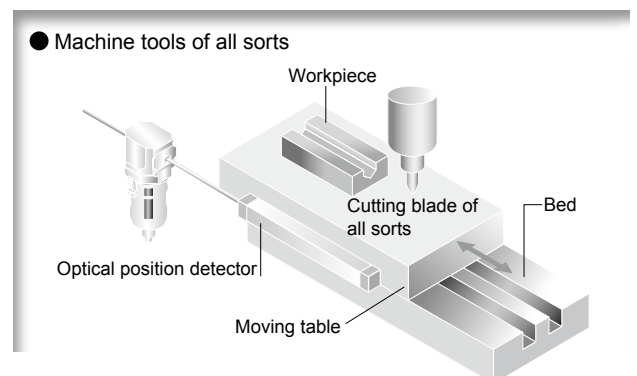 ● Machine tools of all sorts
Workpiece
Cutting blade of
all sorts
Bed
Optical position detector
Moving table